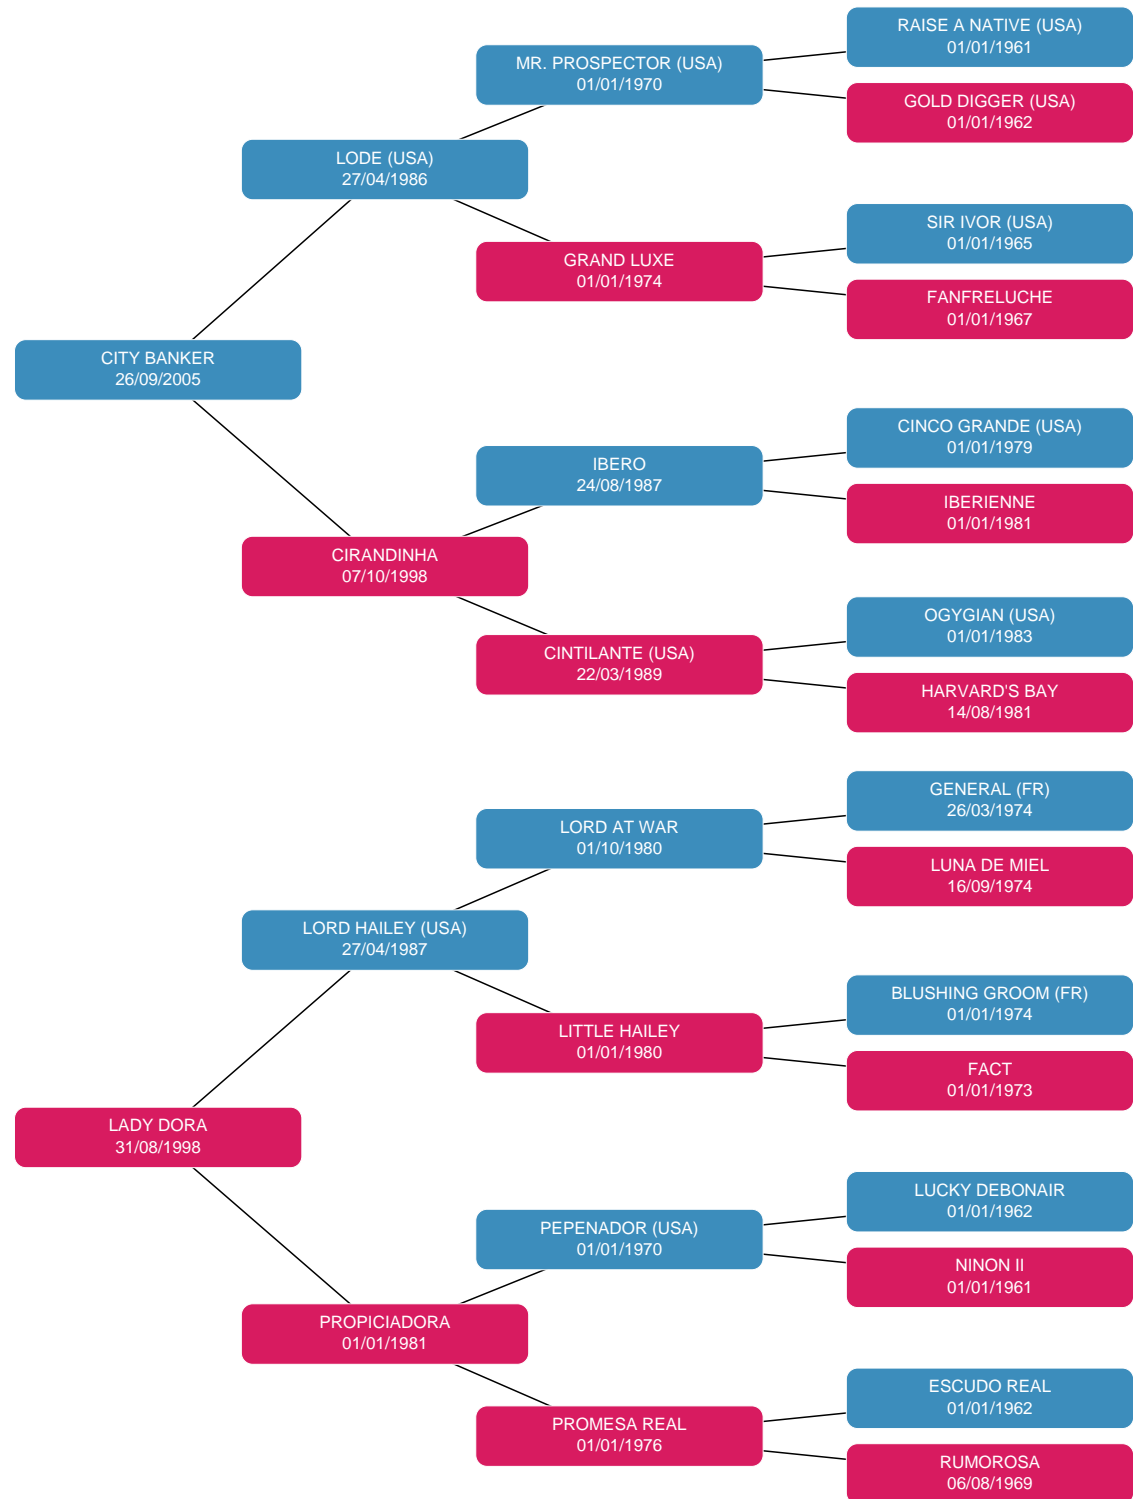 RAISE A NATIVE (USA)
01/01/1961
MR. PROSPECTOR (USA)
01/01/1970
GOLD DIGGER (USA)
01/01/1962
LODE (USA)
27/04/1986
SIR IVOR (USA)
01/01/1965
GRAND LUXE
01/01/1974
FANFRELUCHE
01/01/1967
CITY BANKER
26/09/2005
CINCO GRANDE (USA)
01/01/1979
IBERO
24/08/1987
IBERIENNE
01/01/1981
CIRANDINHA
07/10/1998
OGYGIAN (USA)
01/01/1983
CINTILANTE (USA)
22/03/1989
HARVARD'S BAY
14/08/1981
GENERAL (FR)
26/03/1974
LORD AT WAR
01/10/1980
LUNA DE MIEL
16/09/1974
LORD HAILEY (USA)
27/04/1987
BLUSHING GROOM (FR)
01/01/1974
LITTLE HAILEY
01/01/1980
FACT
01/01/1973
LADY DORA
31/08/1998
LUCKY DEBONAIR
01/01/1962
PEPENADOR (USA)
01/01/1970
NINON II
01/01/1961
PROPICIADORA
01/01/1981
ESCUDO REAL
01/01/1962
PROMESA REAL
01/01/1976
RUMOROSA
06/08/1969